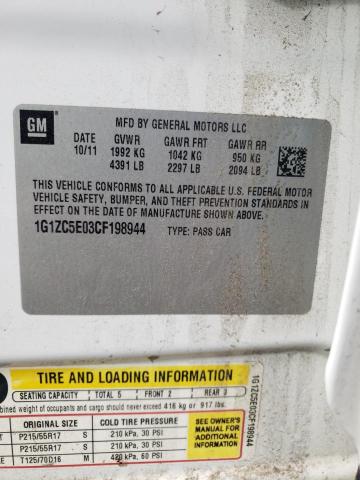 GM
MFD BY GENERAL MOTORS LLC
DATE GVWR GAWR FRT GAWR RR
10/11 1992 KG 1042 KG 950 KG
4391 LB 2297 LB 2094 LB
THIS VEHICLE CONFORMS TO ALL APPLICABLE U.S. FEDERAL MOTOR
VEHICLE SAFETY, BUMPER, AND THEFT PREVENTION STANDARDS
IN EFFECT ON THE DATE OF MANUFACTURE SHOWN ABOVE.
1G1ZC5E03CF198944 TYPE: PASS CAR
TIRE AND LOADING INFORMATION
SEATING CAPACITY TOTAL 5 FRONT 2 REAR 3
bined weight of occupants and cargo should never exceed 416 kg or 917 lbs.
ORIGINAL SIZE COLD TIRE PRESSURE
P215/55R17 S 210 kPa, 30 PSI
P215/55R17 S 210 kPa, 30 PSI
T125/70D16 M 420 kPa, 60 PSI
SEE OWNER'S
MANUAL FOR
ADDITIONAL
INFORMATION
1G1ZC5E03CF198944